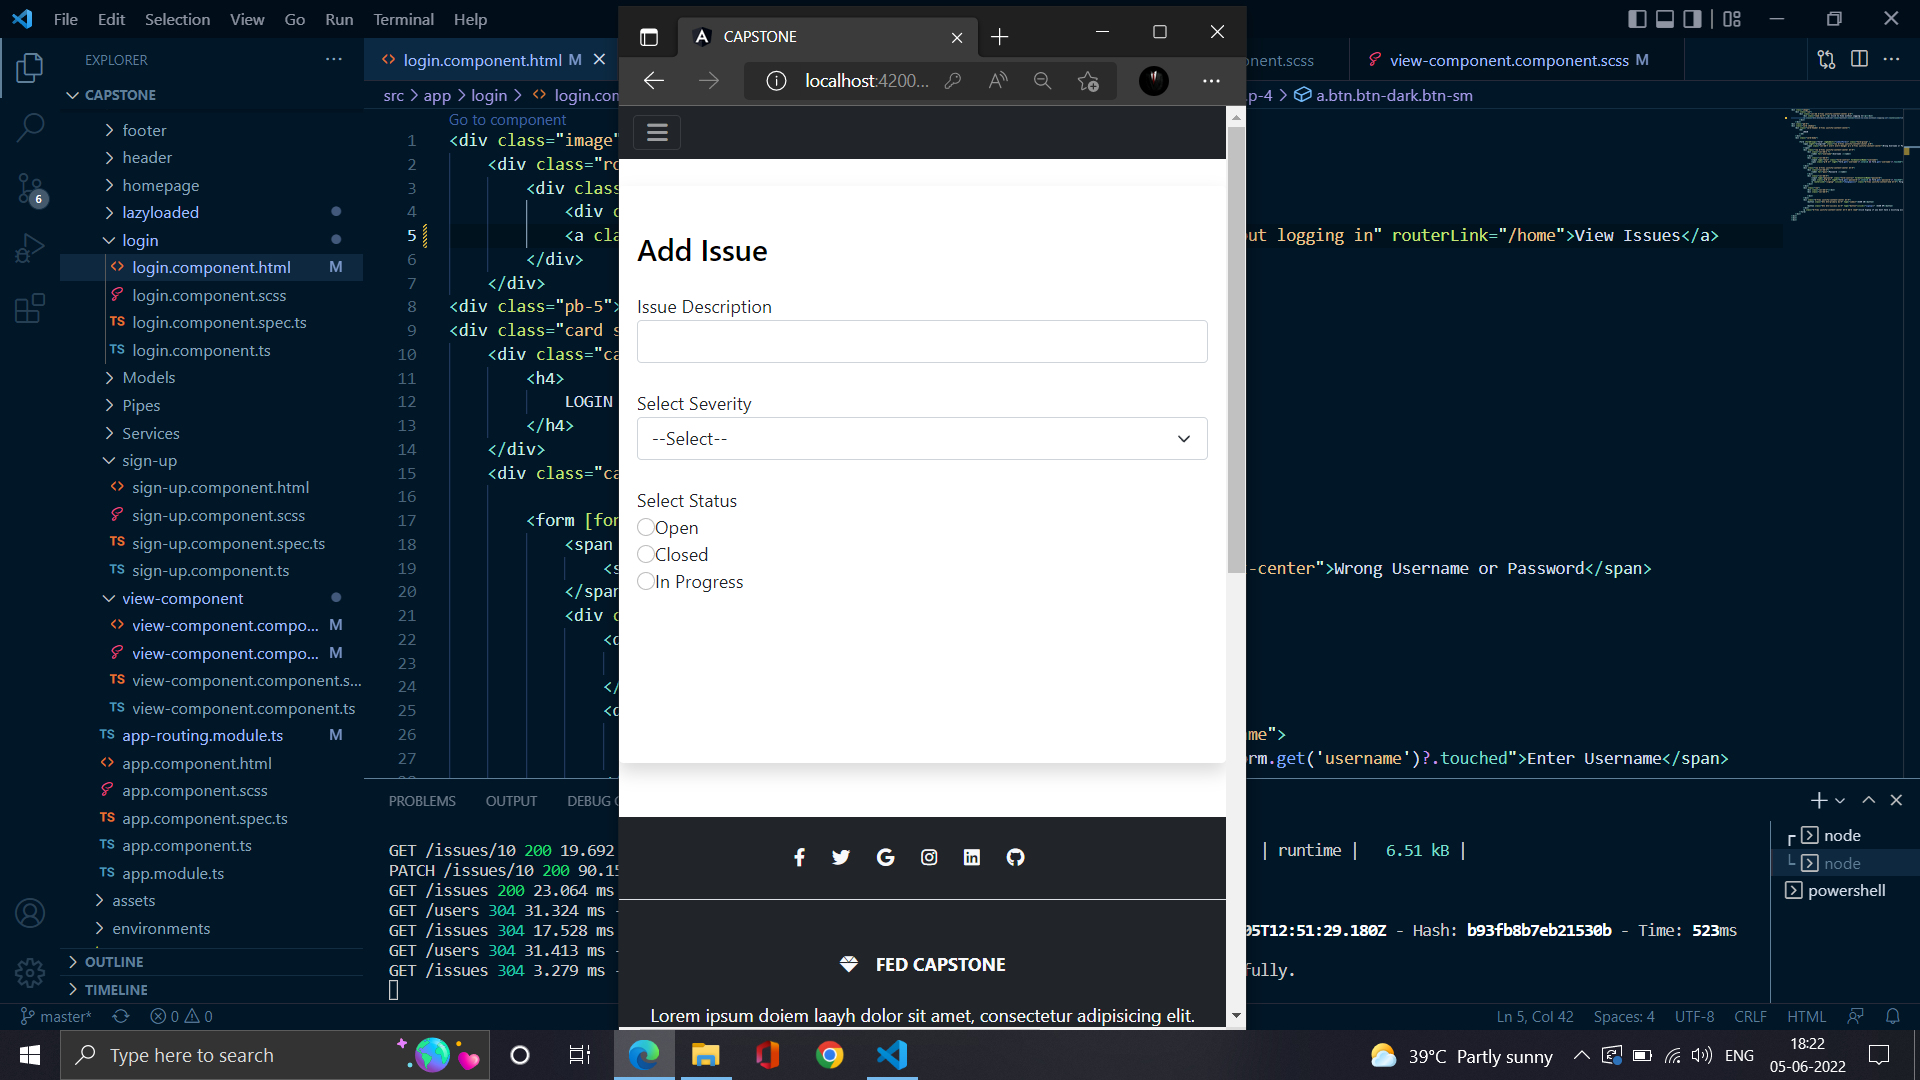 File Edit Selection View Go Run Terminal Help
EXPLORER
CAPSTONE
footer
header
homepage
lazyloaded
login
login.component.html M
login.component.scss
login.component.spec.ts
TS login.component.ts
Models
Pipes
Services
sign-up
sign-up.component.html
sign-up.component.scss
TS sign-up.component.spec.ts
TS sign-up.component.ts
view-component
view-component.compo... M
view-component.compo... M
TS view-component.component.s...
TS view-component.component.ts
TS app-routing.module.ts M
app.component.html
app.component.scss
TS app.component.spec.ts
TS app.component.ts
TS app.module.ts
assets
environments
OUTLINE
TIMELINE
6
login.component.html M
nent.scss
view-component.component.scss M
src > app > login > login.com
p-4 > a.btn.btn-dark.btn-sm
Go to component
1 <div class="image"
2 <div class="ro
3 <div class
4 <div c
5 <a cla
ut logging in" routerLink="/home">View Issues</a>
6 </div>
7 </div>
8 <div class="pb-5">
9 <div class="card s
10 <div class="ca
11 <h4>
12 LOGIN
13 </h4>
14 </div>
15 <div class="ca
16
17 <form [for
18 <span
19 <s
-center">Wrong Username or Password</span>
20 </span
21 <div c
22 <d
23
24 </
25 <d
26
me">
27
rm.get('username')?.touched">Enter Username</span>
CAPSTONE
localhost:4200...
Add Issue
Issue Description
Select Severity
--Select--
Select Status
Open
Closed
In Progress
FED CAPSTONE
Lorem ipsum doiem laayh dolor sit amet, consectetur adipisicing elit.
PROBLEMS OUTPUT DEBUG C
GET /issues/10 200 19.692
PATCH /issues/10 200 90.15
GET /issues 200 23.064 ms
GET /users 304 31.324 ms -
GET /issues 304 17.528 ms
GET /users 304 31.413 ms -
GET /issues 304 3.279 ms -
| runtime | 6.51 kB |
05T12:51:29.180Z - Hash: b93fb8b7eb21530b - Time: 523ms
fully.
node
node
powershell
master* 0 0
Ln 5, Col 42 Spaces: 4 UTF-8 CRLF HTML
Type here to search
39°C Partly sunny
ENG
18:22
05-06-2022